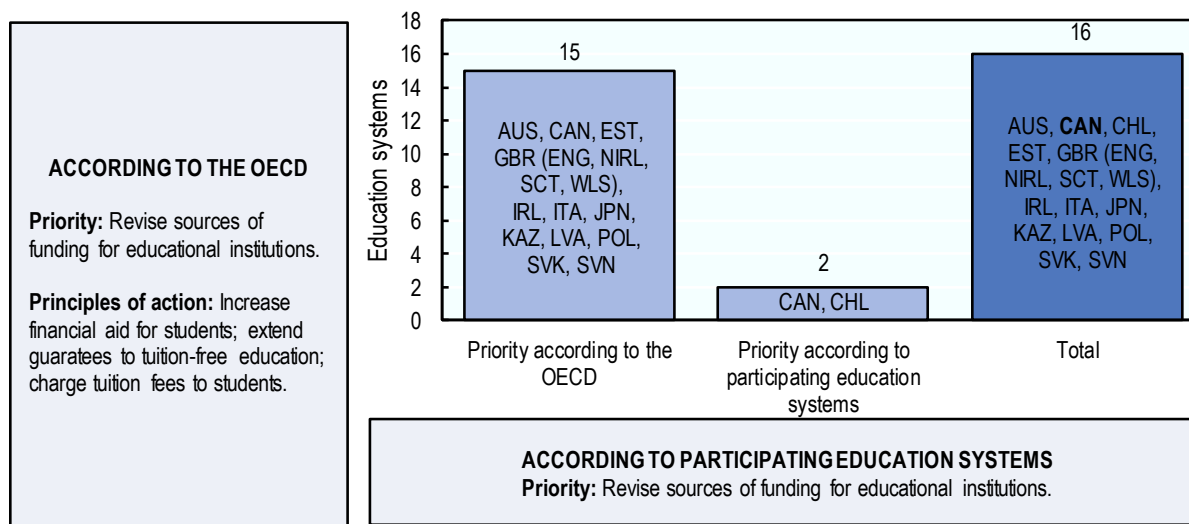 ACCORDING TO THE OECD
Priority: Revise sources of
funding for educational institutions.
Principles of action: Increase
financial aid for students; extend
guaratees to tuition-free education;
charge tuition fees to students.
Education systems
18
16
14
12
10
8
6
4
2
0
15
AUS, CAN, EST,
GBR (ENG, NIRL,
SCT, WLS),
IRL, ITA, JPN,
KAZ, LVA, POL,
SVK, SVN
2
CAN, CHL
16
AUS, CAN, CHL,
EST, GBR (ENG,
NIRL, SCT, WLS),
IRL, ITA, JPN,
KAZ, LVA, POL,
SVK, SVN
Priority according to the
OECD
Priority according to
participating education
systems
Total
ACCORDING TO PARTICIPATING EDUCATION SYSTEMS
Priority: Revise sources of funding for educational institutions.